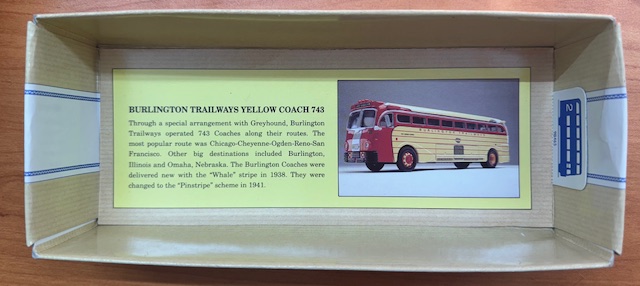 BURLINGTON TRAILWAYS YELLOW COACH 743
Through a special arrangement with Greyhound, Burlington
Trailways operated 743 Coaches along their routes. The
most popular route was Chicago-Cheyenne-Ogden-Reno-San
Francisco. Other big destinations included Burlington,
Illinois and Omaha, Nebraska. The Burlington Coaches were
delivered new with the "Whale" stripe in 1938. They were
changed to the "Pinstripe" scheme in 1941.
BURLINGTON TRAILWAYS
2